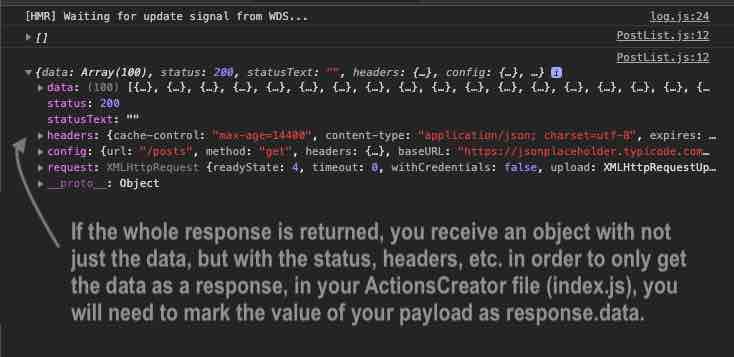 [HMR] Waiting for update signal from WDS... log.js:24
▶ [] PostList.js:12
PostList.js:12
▼ {data: Array(100), status: 200, statusText: "", headers: {…}, config: {…}, …} i
▶ data: (100) [{…}, {…}, {…}, {…}, {…}, {…}, {…}, {…}, {…}, {…}, {…}, {…}, {…}, {…}, {…}, {…
status: 200
statusText: ""
▶ headers: {cache-control: "max-age=14400", content-type: "application/json; charset=utf-8", expires: …
▶ config: {url: "/posts", method: "get", headers: {…}, baseURL: "https://jsonplaceholder.typicode.com…
▶ request: XMLHttpRequest {readyState: 4, timeout: 0, withCredentials: false, upload: XMLHttpRequestUp…
▶ __proto__: Object
If the whole response is returned, you receive an object with not
just the data, but with the status, headers, etc. in order to only get
the data as a response, in your ActionsCreator file (index.js), you
will need to mark the value of your payload as response.data.